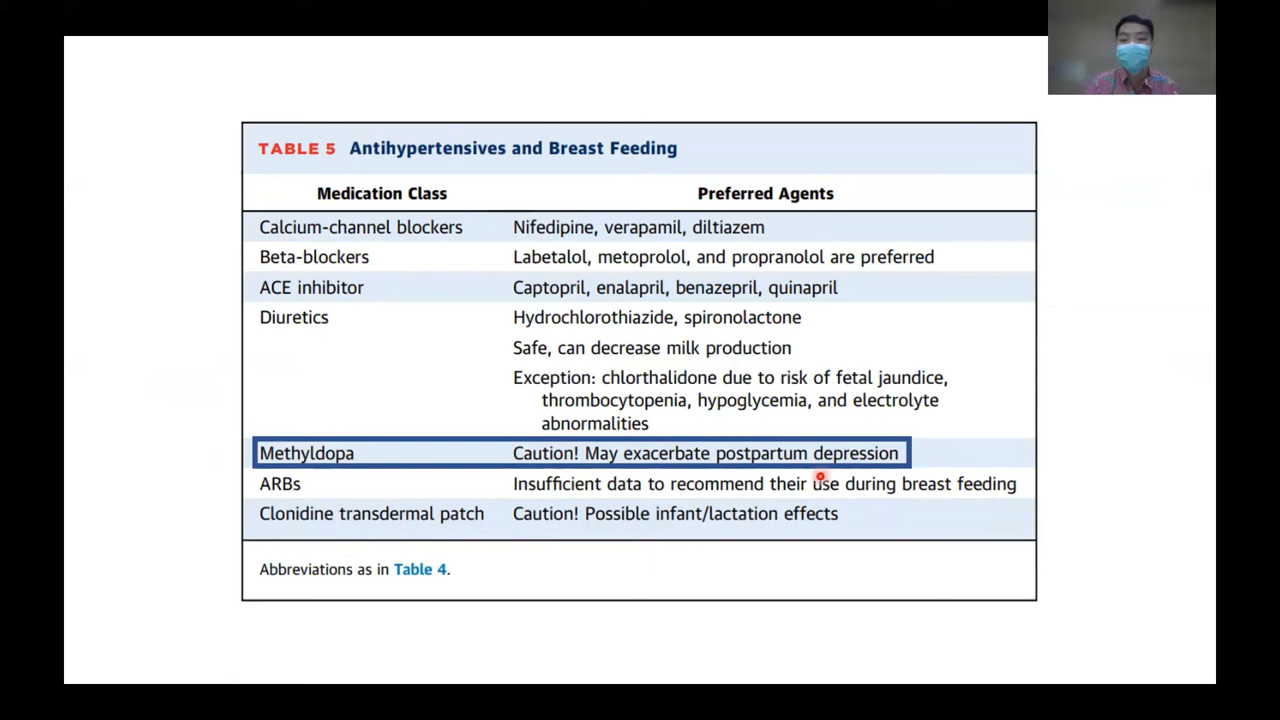 TABLE 5 Antihypertensives and Breast Feeding
Medication Class Preferred Agents
Calcium-channel blockers Nifedipine, verapamil, diltiazem
Beta-blockers Labetalol, metoprolol, and propranolol are preferred
ACE inhibitor Captopril, enalapril, benazepril, quinapril
Diuretics Hydrochlorothiazide, spironolactone
Safe, can decrease milk production
Exception: chlorthalidone due to risk of fetal jaundice,
thrombocytopenia, hypoglycemia, and electrolyte
abnormalities
Methyldopa Caution! May exacerbate postpartum depression
ARBs Insufficient data to recommend their use during breast feeding
Clonidine transdermal patch Caution! Possible infant/lactation effects
Abbreviations as in Table 4.